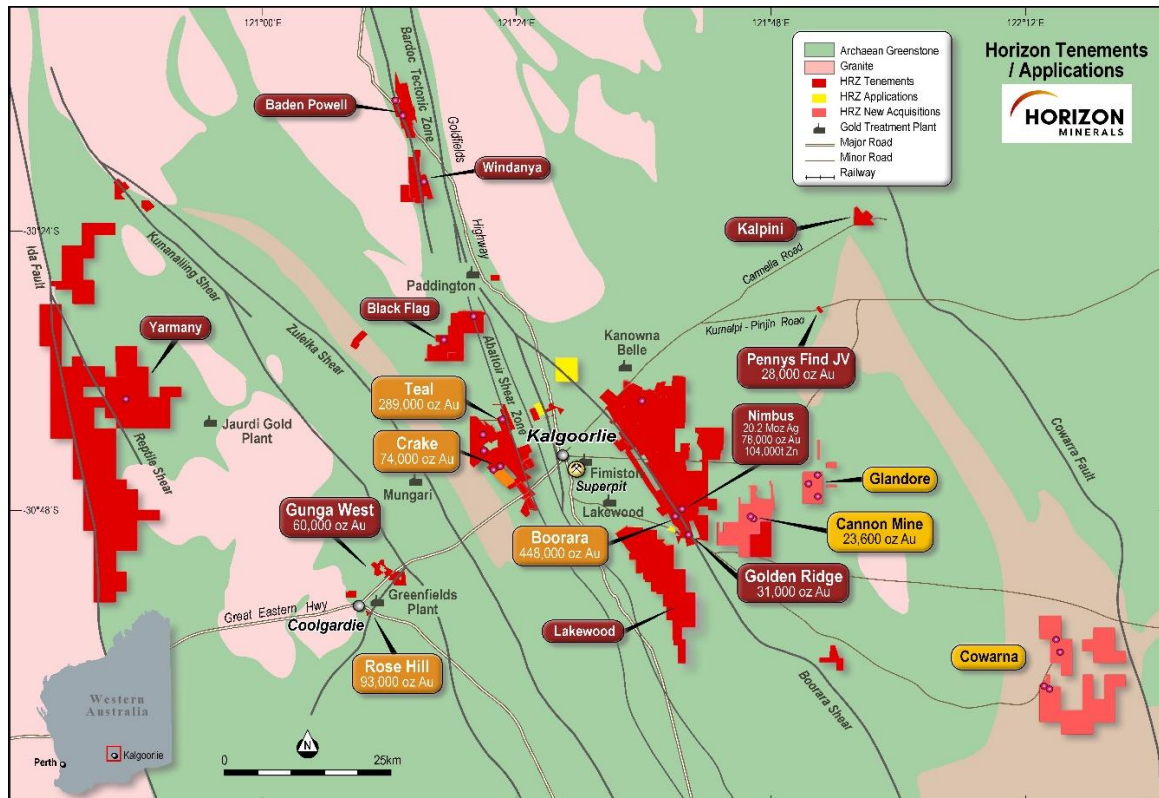 121°00'E
121°24'E
121°48'E
122°12'E
-30°24'
-30°48'
Horizon Tenements
/ Applications
HORIZON
MINERALS
Archaean Greenstone
Granite
HRZ Tenements
HRZ Applications
HRZ New Acquisitions
Gold Treatment Plant
Major Road
Minor Road
Railway
Baden Powell
Bardoc Tectonic Zone
Goldfields
Highway
Windanya
Kalpini
Carmelia Road
Ida Fault
Kunanalling Shear
Zuleika Shear
Paddington
Black Flag
Abattoir Shear Zone
Kurnalpi - Pinjin Road
Kanowna
Belle
Pennys Find JV
28,000 oz Au
Yarmany
Teal
289,000 oz Au
Jaurdi Gold
Plant
Reptile Shear
Crake
74,000 oz Au
Kalgoorlie
Nimbus
20.2 Moz Ag
78,000 oz Au
104,000t Zn
Cowarra Fault
Fimiston
Superpit
Glandore
Mungari
Lakewood
Gunga West
60,000 oz Au
Boorara
448,000 oz Au
Cannon Mine
23,600 oz Au
Golden Ridge
31,000 oz Au
Greenfields
Plant
Great Eastern Hwy
Coolgardie
Lakewood
Rose Hill
93,000 oz Au
Cowarna
Boorara Shear
Western
Australia
Perth
Kalgoorlie
N
0
25km